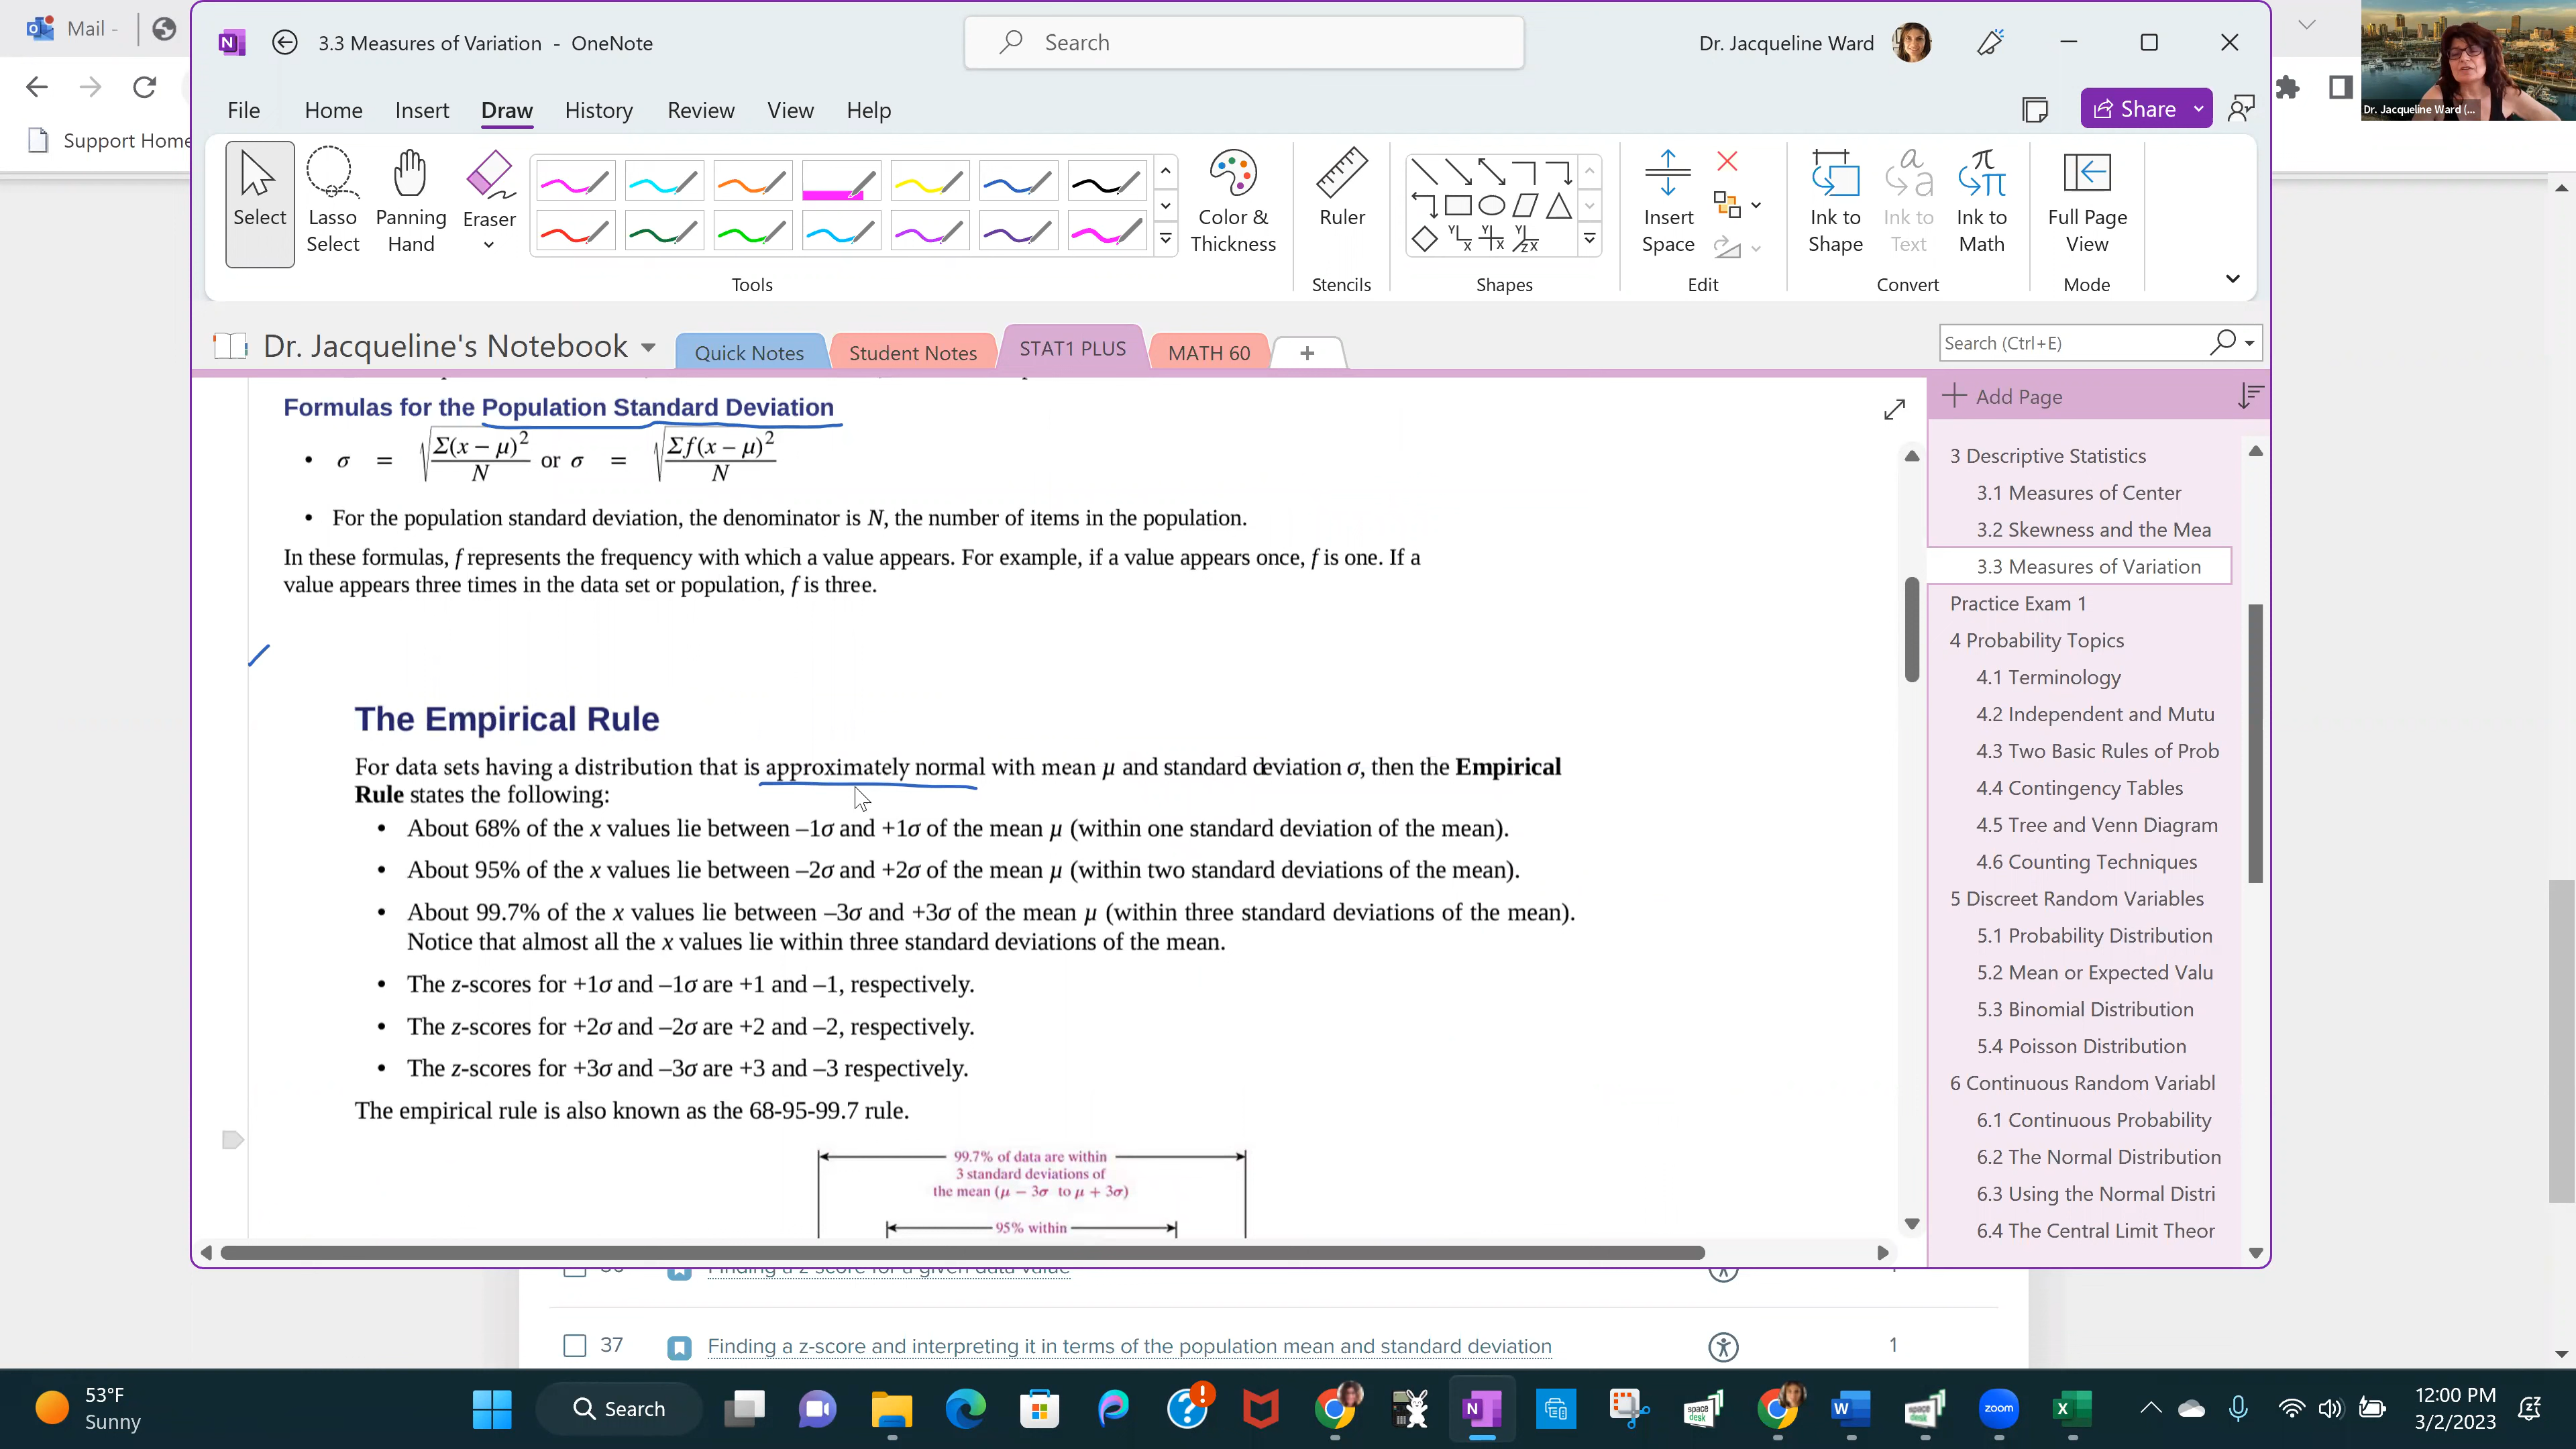 Mail -
3.3 Measures of Variation - OneNote
Search
Dr. Jacqueline Ward
Dr. Jacqueline Ward (...
File Home Insert Draw History Review View Help
Share
Support Home
Select
Lasso Select
Panning Hand
Eraser
Color & Thickness
Ruler
Insert Space
Ink to Shape
Ink to Text
Ink to Math
Full Page View
Tools Stencils Shapes Edit Convert Mode
Dr. Jacqueline's Notebook
Quick Notes
Student Notes
STAT1 PLUS
MATH 60
+
Search (Ctrl+E)
Formulas for the Population Standard Deviation
• σ = √(Σ(x − μ)²/N) or σ = √(Σf(x − μ)²/N)
• For the population standard deviation, the denominator is N, the number of items in the population.
In these formulas, f represents the frequency with which a value appears. For example, if a value appears once, f is one. If a
value appears three times in the data set or population, f is three.
The Empirical Rule
For data sets having a distribution that is approximately normal with mean μ and standard deviation σ, then the Empirical
Rule states the following:
• About 68% of the x values lie between –1σ and +1σ of the mean μ (within one standard deviation of the mean).
• About 95% of the x values lie between –2σ and +2σ of the mean μ (within two standard deviations of the mean).
• About 99.7% of the x values lie between –3σ and +3σ of the mean μ (within three standard deviations of the mean).
Notice that almost all the x values lie within three standard deviations of the mean.
• The z-scores for +1σ and –1σ are +1 and –1, respectively.
• The z-scores for +2σ and –2σ are +2 and –2, respectively.
• The z-scores for +3σ and –3σ are +3 and –3 respectively.
The empirical rule is also known as the 68-95-99.7 rule.
99.7% of data are within
3 standard deviations of
the mean (μ − 3σ to μ + 3σ)
95% within
Add Page
3 Descriptive Statistics
3.1 Measures of Center
3.2 Skewness and the Mea
3.3 Measures of Variation
Practice Exam 1
4 Probability Topics
4.1 Terminology
4.2 Independent and Mutu
4.3 Two Basic Rules of Prob
4.4 Contingency Tables
4.5 Tree and Venn Diagram
4.6 Counting Techniques
5 Discreet Random Variables
5.1 Probability Distribution
5.2 Mean or Expected Valu
5.3 Binomial Distribution
5.4 Poisson Distribution
6 Continuous Random Variabl
6.1 Continuous Probability
6.2 The Normal Distribution
6.3 Using the Normal Distri
6.4 The Central Limit Theor
Finding a z-score for a given data value
37 Finding a z-score and interpreting it in terms of the population mean and standard deviation 1
53°F
Sunny
Search
space desk
space desk
zoom
12:00 PM
3/2/2023